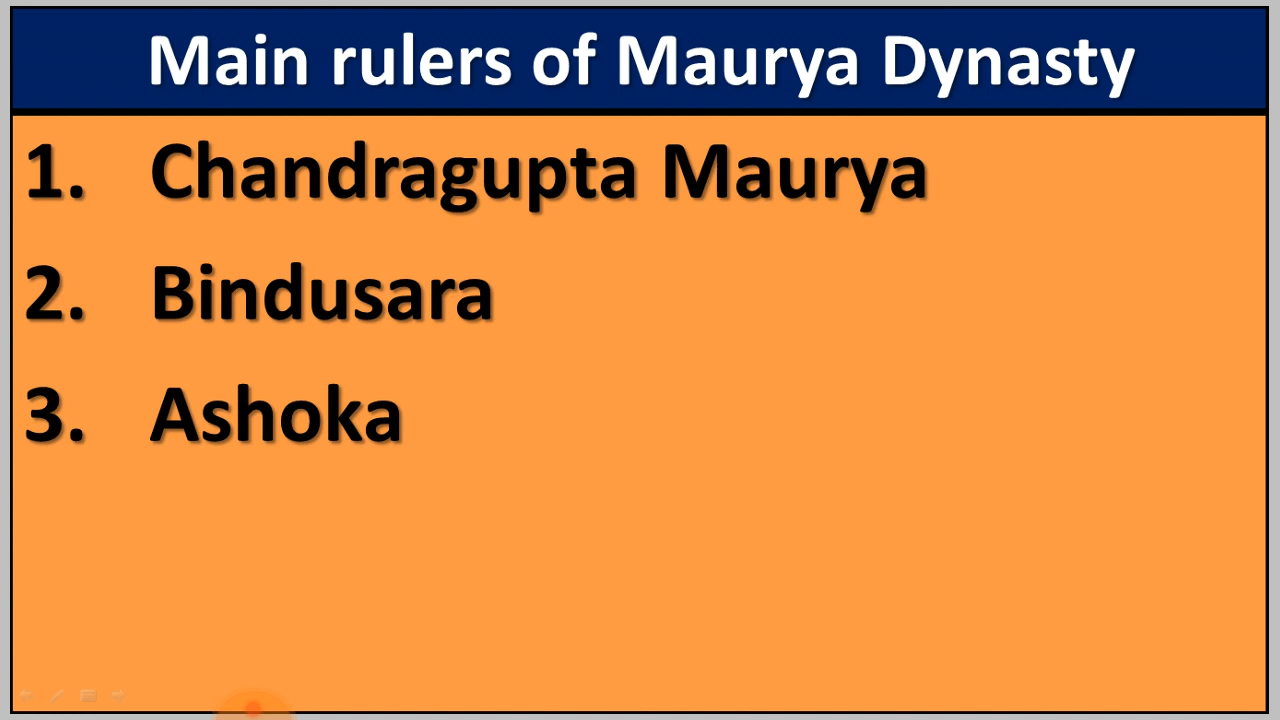 Main rulers of Maurya Dynasty
1. Chandragupta Maurya
2. Bindusara
3. Ashoka